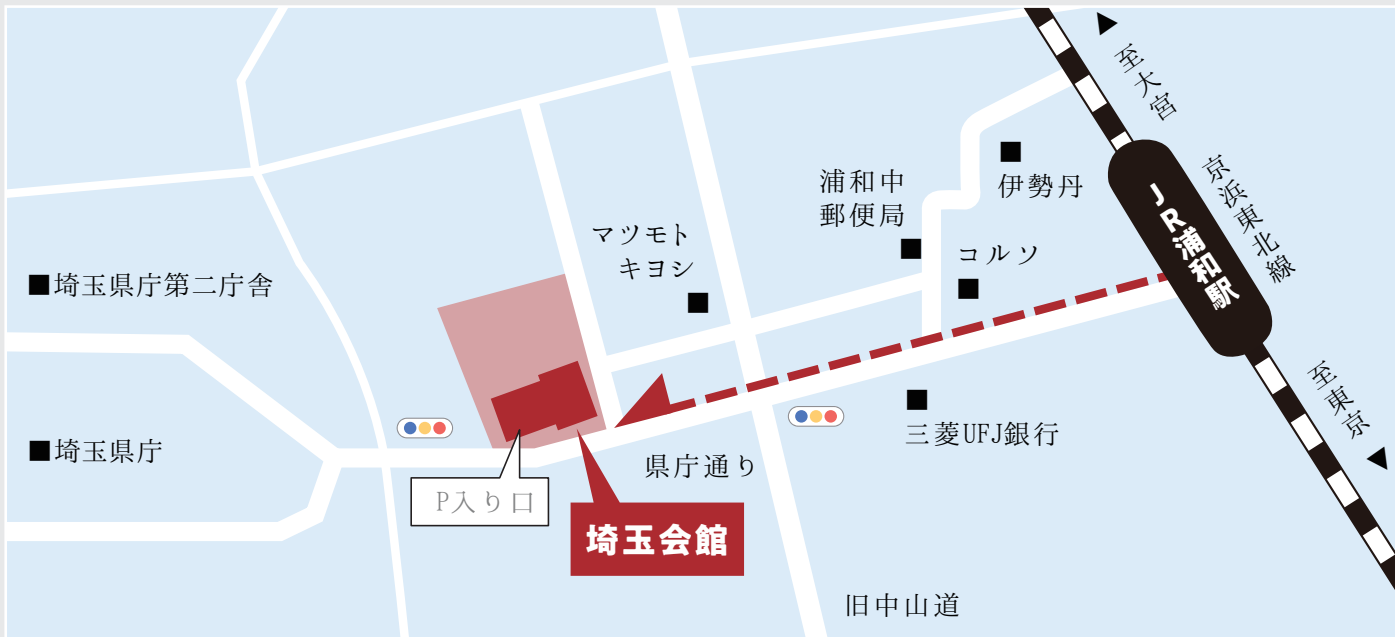 至大宮
京浜東北線
JR浦和駅
至東京
伊勢丹
浦和中
郵便局
コルソ
マツモト
キヨシ
埼玉県庁第二庁舎
埼玉県庁
三菱UFJ銀行
県庁通り
P入り口
埼玉会館
旧中山道